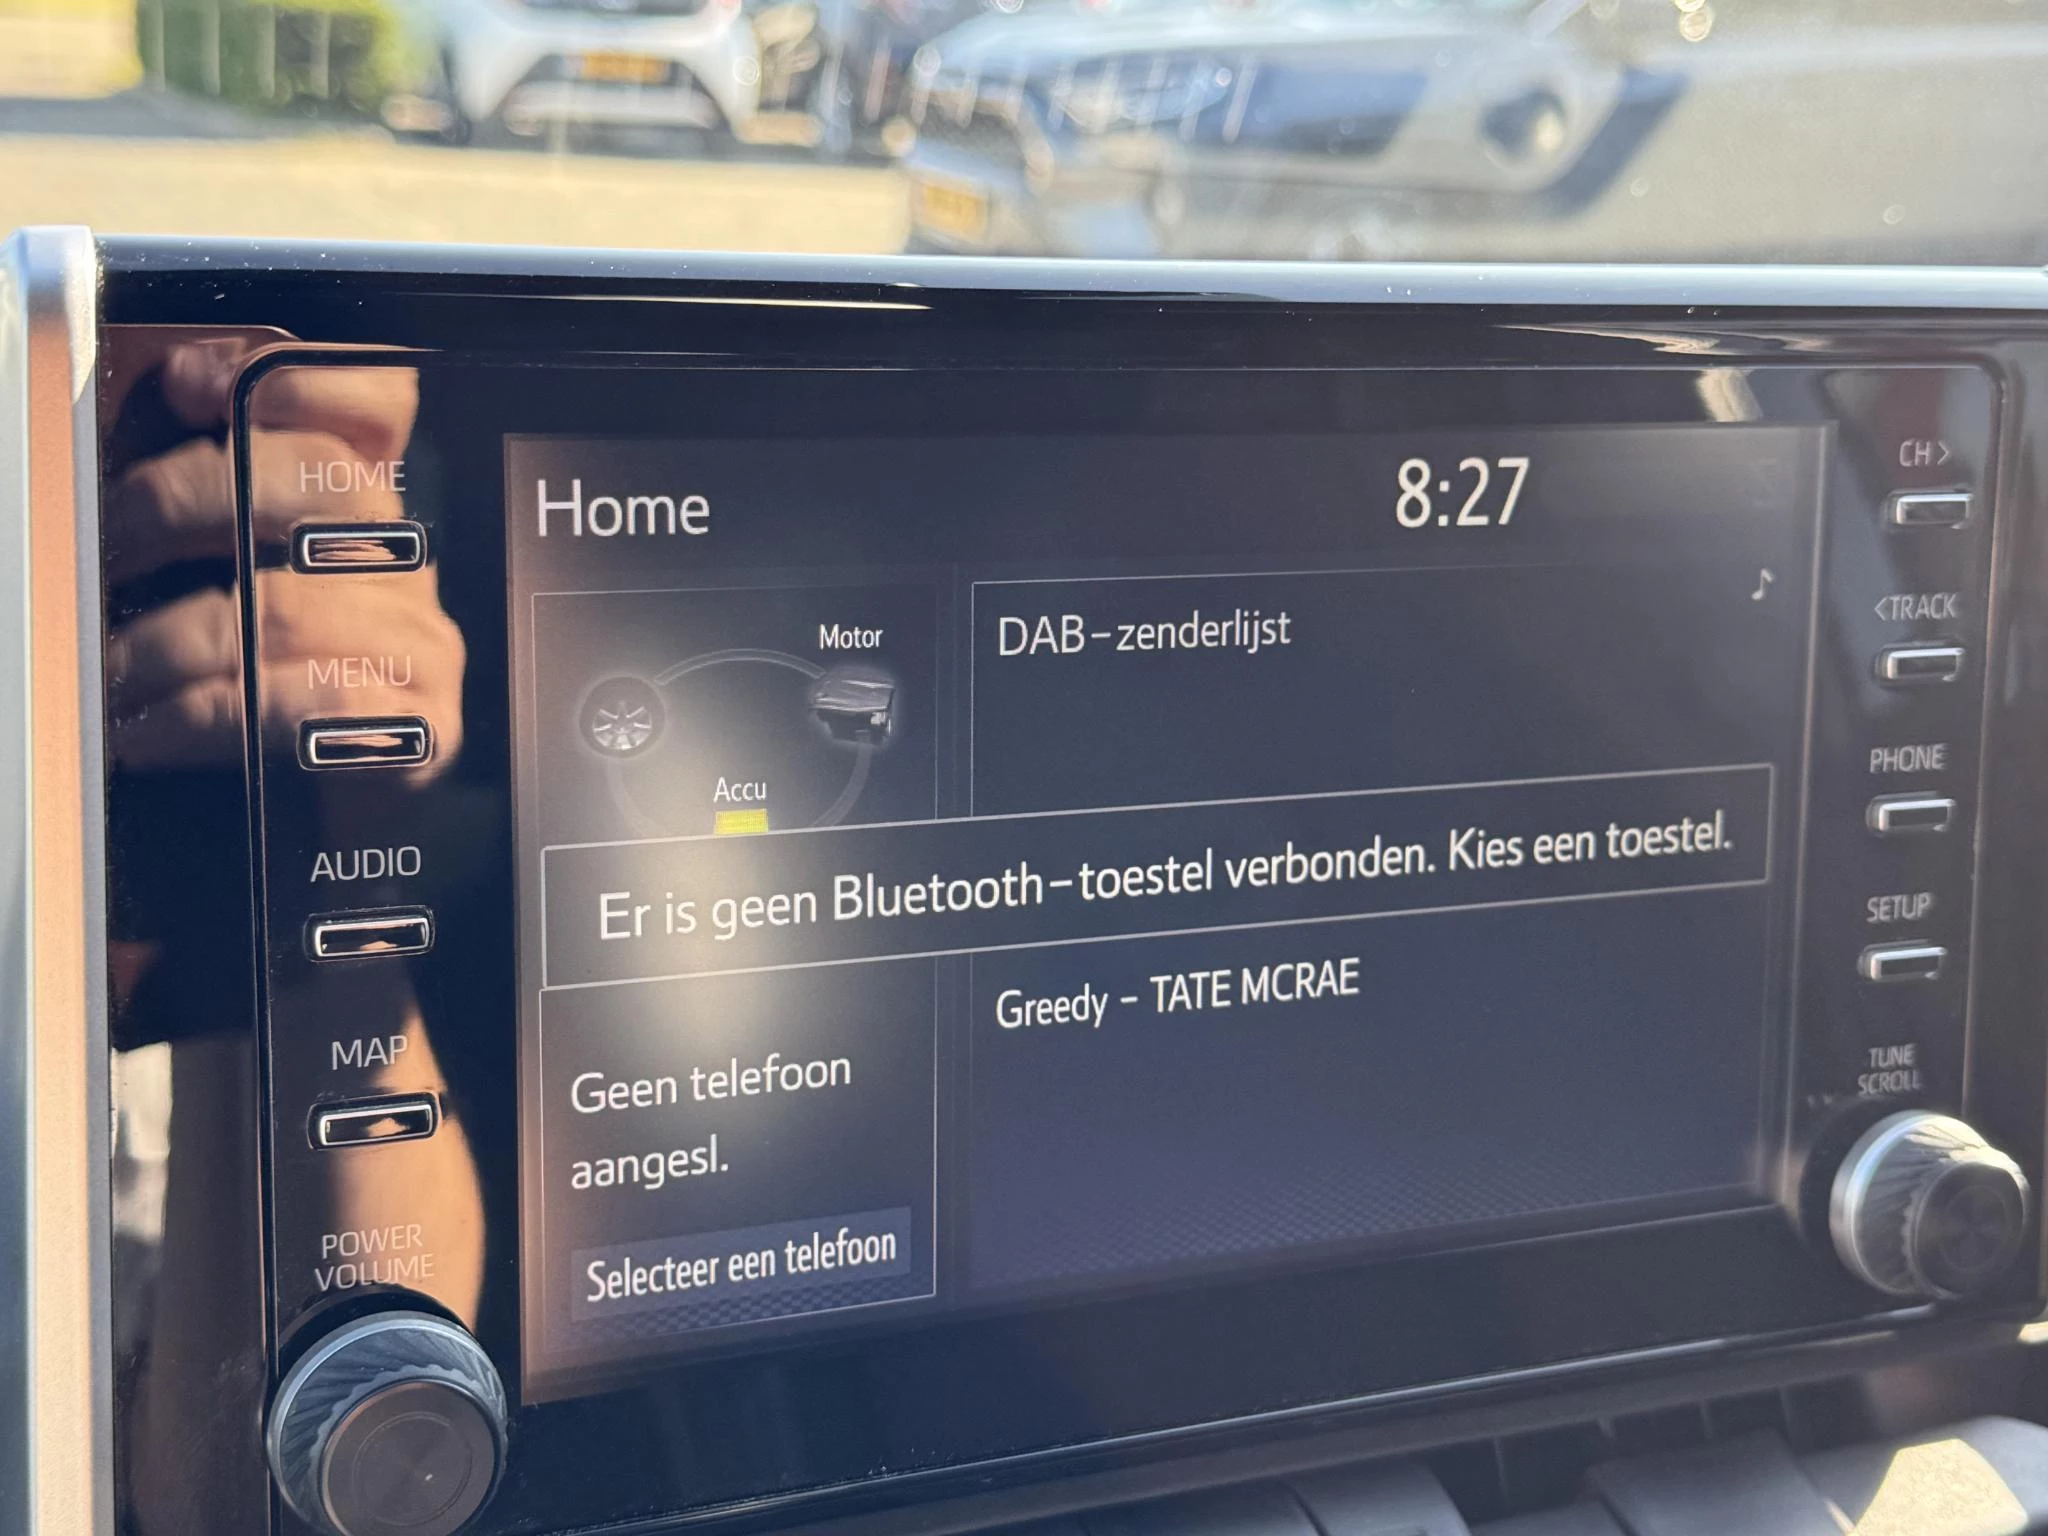 HOME
MENU
AUDIO
MAP
POWER
VOLUME
Home
8:27
Motor
Accu
DAB-zenderlijst
Er is geen Bluetooth-toestel verbonden. Kies een toestel.
Geen telefoon
aangesl.
Selecteer een telefoon
Greedy - TATE MCRAE
CH>
<TRACK
PHONE
SETUP
TUNE
SCROLL